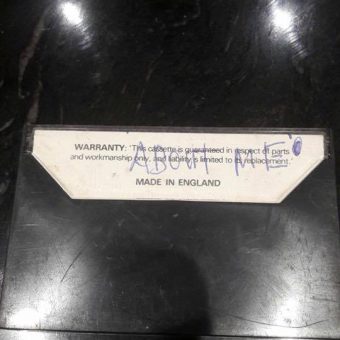 WARRANTY: 'This cassette is guaranteed in respect of parts
and workmanship only, and liability is limited to its replacement.'
ABOUT ME
MADE IN ENGLAND